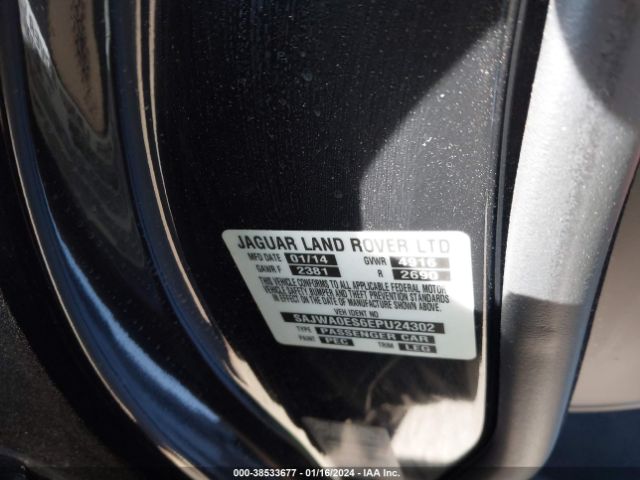 JAGUAR LAND ROVER LTD
MFG DATE 01/14 GVWR 4916
GAWR F 2381 R 2690
THIS VEHICLE CONFORMS TO ALL APPLICABLE FEDERAL MOTOR
VEHICLE SAFETY BUMPER, AND THEFT PREVENTION STANDARDS
IN EFFECT ON THE DATE OF MANUFACTURE SHOWN ABOVE.
VEH IDENT NO
SAJWA0ES6EPU24302
TYPE PASSENGER CAR
PAINT PEC TRIM LEG
000-38533677 - 01/16/2024 - IAA Inc.